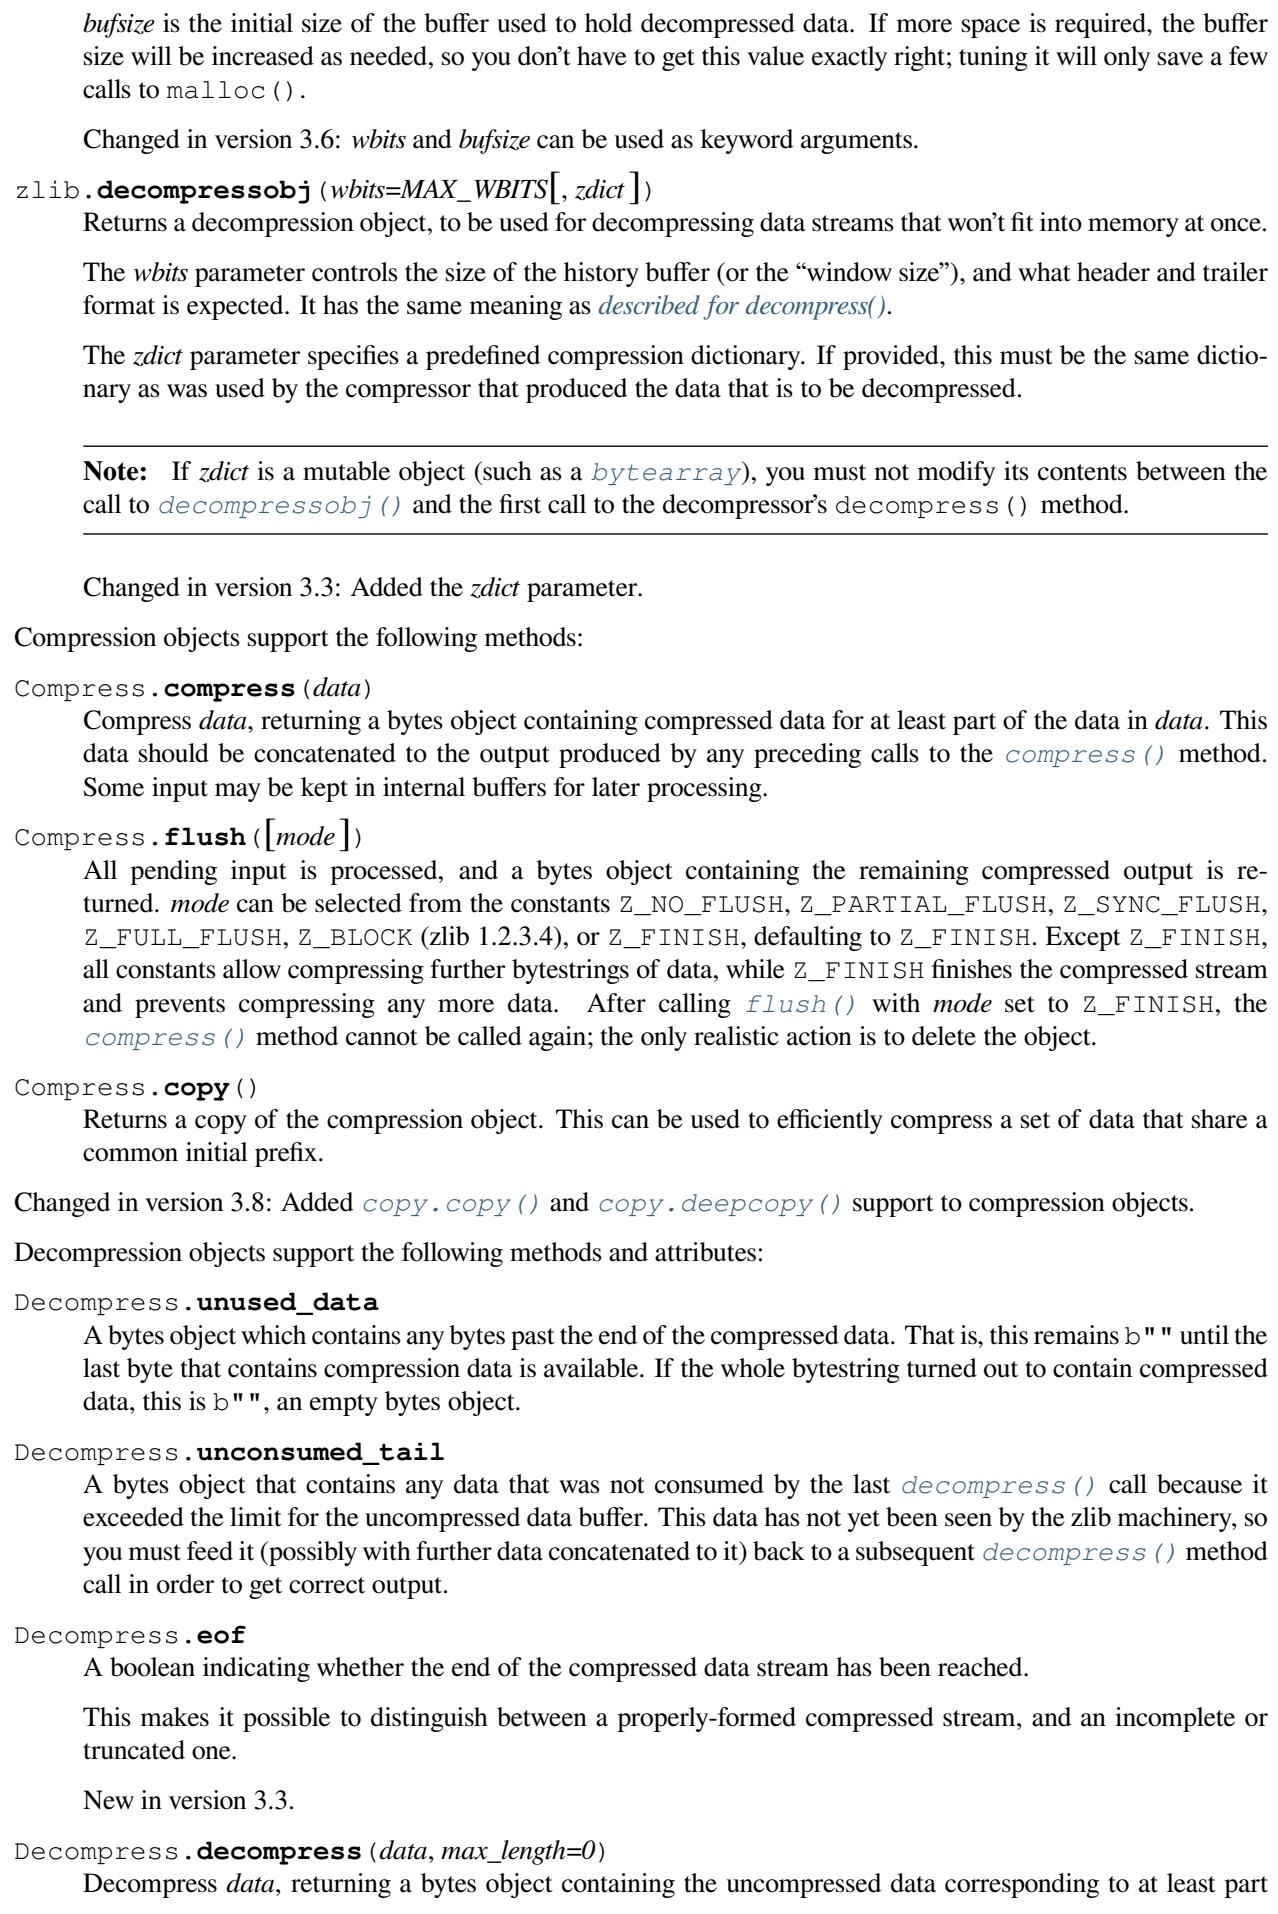 bufsize is the initial size of the buffer used to hold decompressed data. If more space is required, the buffer
size will be increased as needed, so you don’t have to get this value exactly right; tuning it will only save a few
calls to malloc().
Changed in version 3.6: wbits and bufsize can be used as keyword arguments.
zlib.decompressobj(wbits=MAX_WBITS[, zdict])
Returns a decompression object, to be used for decompressing data streams that won’t fit into memory at once.
The wbits parameter controls the size of the history buffer (or the “window size”), and what header and trailer
format is expected. It has the same meaning as described for decompress().
The zdict parameter specifies a predefined compression dictionary. If provided, this must be the same dictio-
nary as was used by the compressor that produced the data that is to be decompressed.
Note: If zdict is a mutable object (such as a bytearray), you must not modify its contents between the
call to decompressobj() and the first call to the decompressor’s decompress() method.
Changed in version 3.3: Added the zdict parameter.
Compression objects support the following methods:
Compress.compress(data)
Compress data, returning a bytes object containing compressed data for at least part of the data in data. This
data should be concatenated to the output produced by any preceding calls to the compress() method.
Some input may be kept in internal buffers for later processing.
Compress.flush([mode])
All pending input is processed, and a bytes object containing the remaining compressed output is re-
turned. mode can be selected from the constants Z_NO_FLUSH, Z_PARTIAL_FLUSH, Z_SYNC_FLUSH,
Z_FULL_FLUSH, Z_BLOCK (zlib 1.2.3.4), or Z_FINISH, defaulting to Z_FINISH. Except Z_FINISH,
all constants allow compressing further bytestrings of data, while Z_FINISH finishes the compressed stream
and prevents compressing any more data. After calling flush() with mode set to Z_FINISH, the
compress() method cannot be called again; the only realistic action is to delete the object.
Compress.copy()
Returns a copy of the compression object. This can be used to efficiently compress a set of data that share a
common initial prefix.
Changed in version 3.8: Added copy.copy() and copy.deepcopy() support to compression objects.
Decompression objects support the following methods and attributes:
Decompress.unused_data
A bytes object which contains any bytes past the end of the compressed data. That is, this remains b"" until the
last byte that contains compression data is available. If the whole bytestring turned out to contain compressed
data, this is b"", an empty bytes object.
Decompress.unconsumed_tail
A bytes object that contains any data that was not consumed by the last decompress() call because it
exceeded the limit for the uncompressed data buffer. This data has not yet been seen by the zlib machinery, so
you must feed it (possibly with further data concatenated to it) back to a subsequent decompress() method
call in order to get correct output.
Decompress.eof
A boolean indicating whether the end of the compressed data stream has been reached.
This makes it possible to distinguish between a properly-formed compressed stream, and an incomplete or
truncated one.
New in version 3.3.
Decompress.decompress(data, max_length=0)
Decompress data, returning a bytes object containing the uncompressed data corresponding to at least part